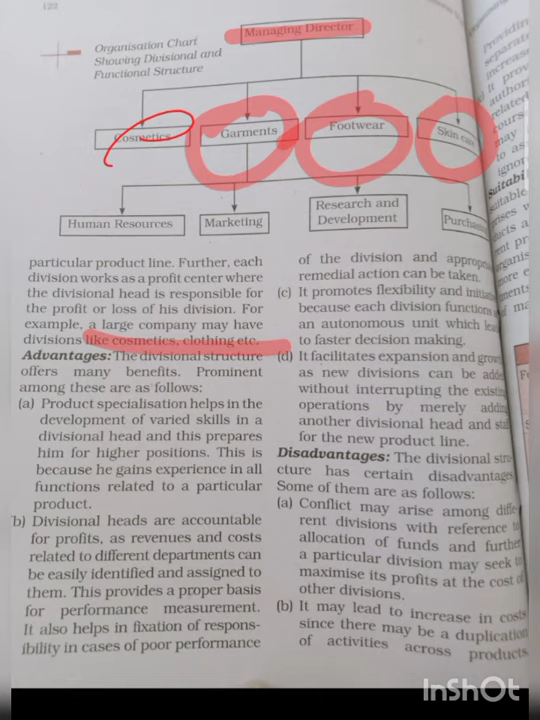 122
Organisation Chart
Showing Divisional and
Functional Structure
Managing Director
Cosmetics
Garments
Footwear
Skin care
Human Resources
Marketing
Research and
Development
particular product line. Further, each
division works as a profit center where
the divisional head is responsible for
the profit or loss of his division. For
example, a large company may have
divisions like cosmetics, clothing etc.
Advantages: The divisional structure
offers many benefits. Prominent
among these are as follows:
(a) Product specialisation helps in the
development of varied skills in a
divisional head and this prepares
him for higher positions. This is
because he gains experience in all
functions related to a particular
product.
b) Divisional heads are accountable
for profits, as revenues and costs
related to different departments can
be easily identified and assigned to
them. This provides a proper basis
for performance measurement.
It also helps in fixation of respons-
ibility in cases of poor performance
of the division and
remedial action can be taken.
(c) It promotes flexibility and
because each division functions
an autonomous unit which
to faster decision making.
(d) It facilitates expansion and
as new divisions can be
without interrupting the
operations by merely
another divisional head and
for the new product line.
Disadvantages: The divisional
cture has certain disadvantages
Some of them are as follows:
(a) Conflict may arise among diffe
rent divisions with reference to
allocation of funds and further
a particular division may seek to
maximise its profits at the cost of
other divisions.
(b) It may lead to increase in costs
since there may be a duplication
of activities across products.
InShOt